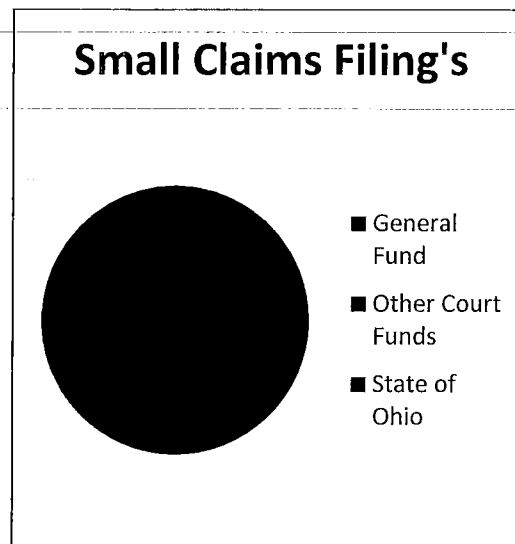 Small Claims Filing's
General
Fund
Other Court
Funds
State of
Ohio